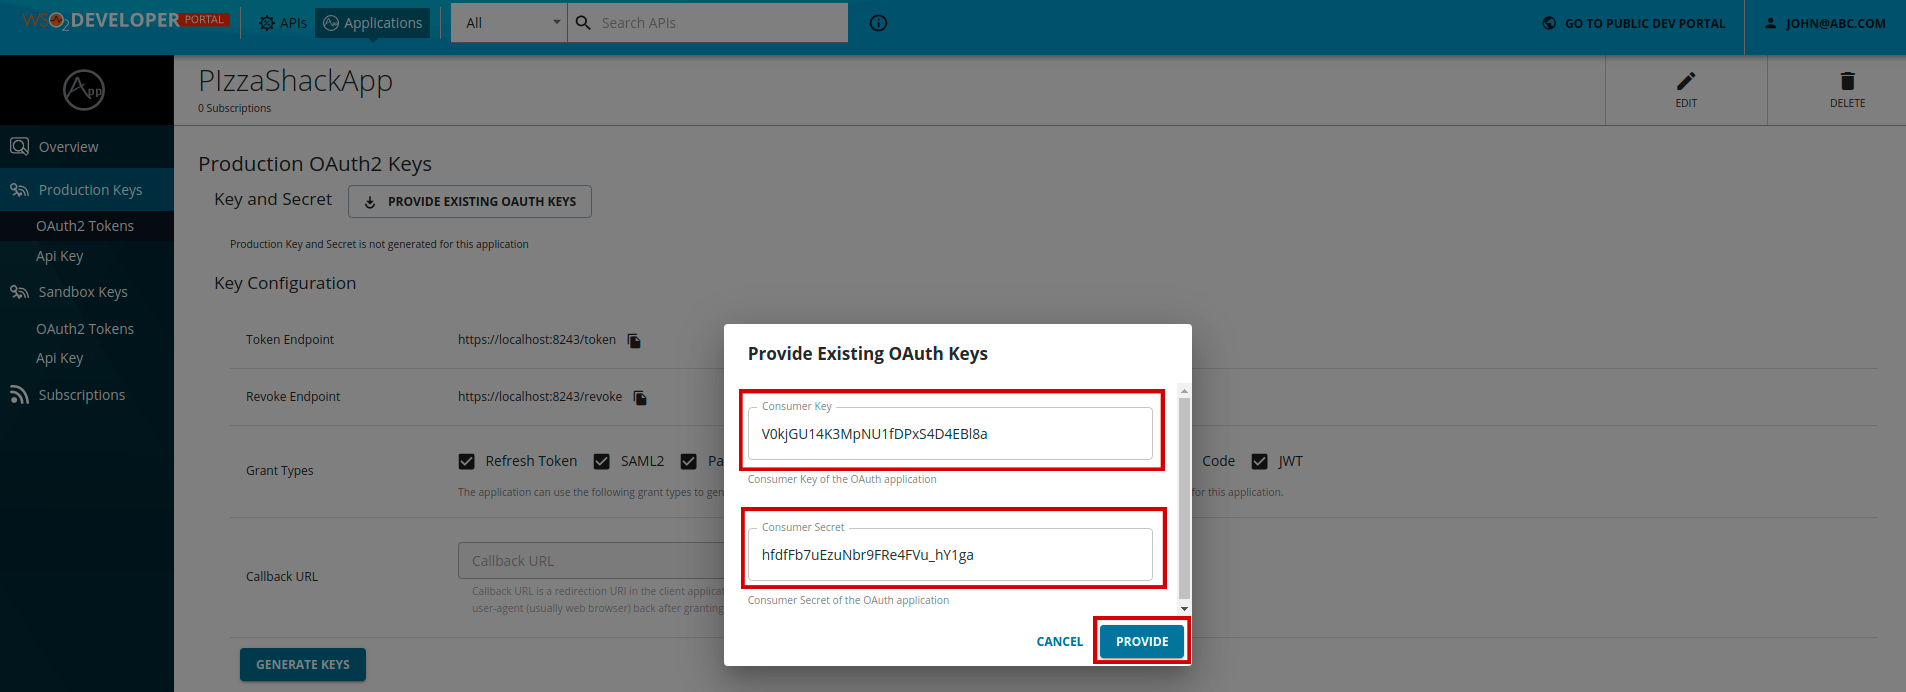 WSO2 DEVELOPER PORTAL APIs Applications All Search APIs GO TO PUBLIC DEV PORTAL JOHN@ABC.COM
App
PIzzaShackApp
0 Subscriptions
EDIT
DELETE
Overview
Production Keys
OAuth2 Tokens
Api Key
Sandbox Keys
OAuth2 Tokens
Api Key
Subscriptions
Production OAuth2 Keys
Key and Secret PROVIDE EXISTING OAUTH KEYS
Production Key and Secret is not generated for this application
Key Configuration
Token Endpoint https://localhost:8243/token
Revoke Endpoint https://localhost:8243/revoke
Grant Types Refresh Token SAML2 Pa Code JWT
The application can use the following grant types to gen for this application.
Callback URL Callback URL
Callback URL is a redirection URI in the client applica
user-agent (usually web browser) back after granting
GENERATE KEYS
Provide Existing OAuth Keys
Consumer Key
V0kjGU14K3MpNU1fDPxS4D4EBl8a
Consumer Key of the OAuth application
Consumer Secret
hfdfFb7uEzuNbr9FRe4FVu_hY1ga
Consumer Secret of the OAuth application
CANCEL PROVIDE